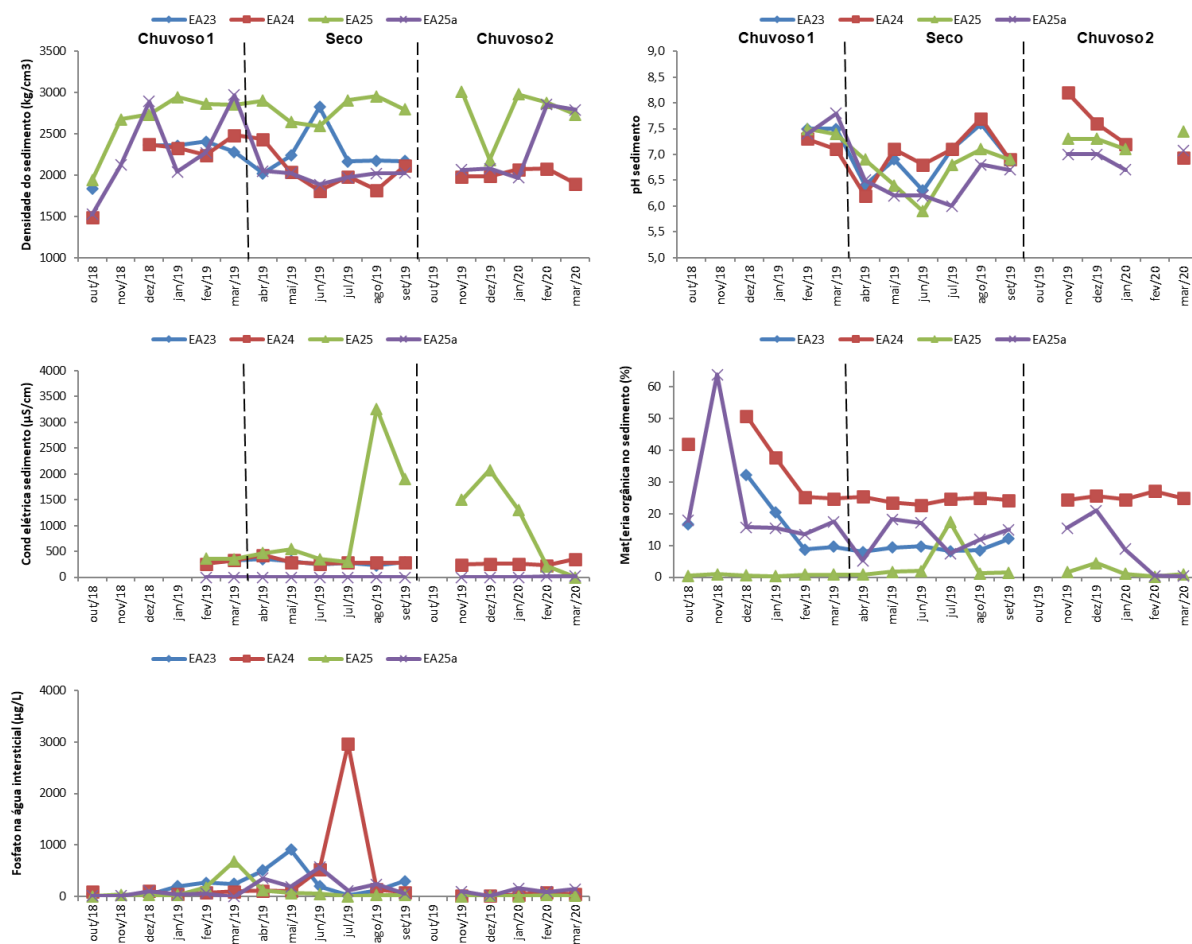 EA23 EA24 EA25 EA25a
Chuvoso1 Seco Chuvoso2
Densidade do sedimento (kg/cm3)
3500
3000
2500
2000
1500
1000
out/18 nov/18 dez/18 jan/19 fev/19 mar/19 abr/19 mai/19 jun/19 jul/19 ago/19 set/19 out/19 nov/19 dez/19 jan/20 fev/20 mar/20
EA23 EA24 EA25 EA25a
Chuvoso1 Seco Chuvoso2
pH sedimento
9,0
8,5
8,0
7,5
7,0
6,5
6,0
5,5
5,0
out/18 nov/18 dez/18 jan/19 fev/19 mar/19 abr/19 mai/19 jun/19 jul/19 ago/19 set/19 out/19 nov/19 dez/19 jan/20 fev/20 mar/20
EA23 EA24 EA25 EA25a
Cond elétrica sedimento (µS/cm)
4000
3500
3000
2500
2000
1500
1000
500
0
out/18 nov/18 dez/18 jan/19 fev/19 mar/19 abr/19 mai/19 jun/19 jul/19 ago/19 set/19 out/19 nov/19 dez/19 jan/20 fev/20 mar/20
EA23 EA24 EA25 EA25a
Mat[eria orgânica no sedimento (%)
60
50
40
30
20
10
0
out/18 nov/18 dez/18 jan/19 fev/19 mar/19 abr/19 mai/19 jun/19 jul/19 ago/19 set/19 out/19 nov/19 dez/19 jan/20 fev/20 mar/20
EA23 EA24 EA25 EA25a
Fosfato na água intersticial (µg/L)
4000
3000
2000
1000
0
out/18 nov/18 dez/18 jan/19 fev/19 mar/19 abr/19 mai/19 jun/19 jul/19 ago/19 set/19 out/19 nov/19 dez/19 jan/20 fev/20 mar/20